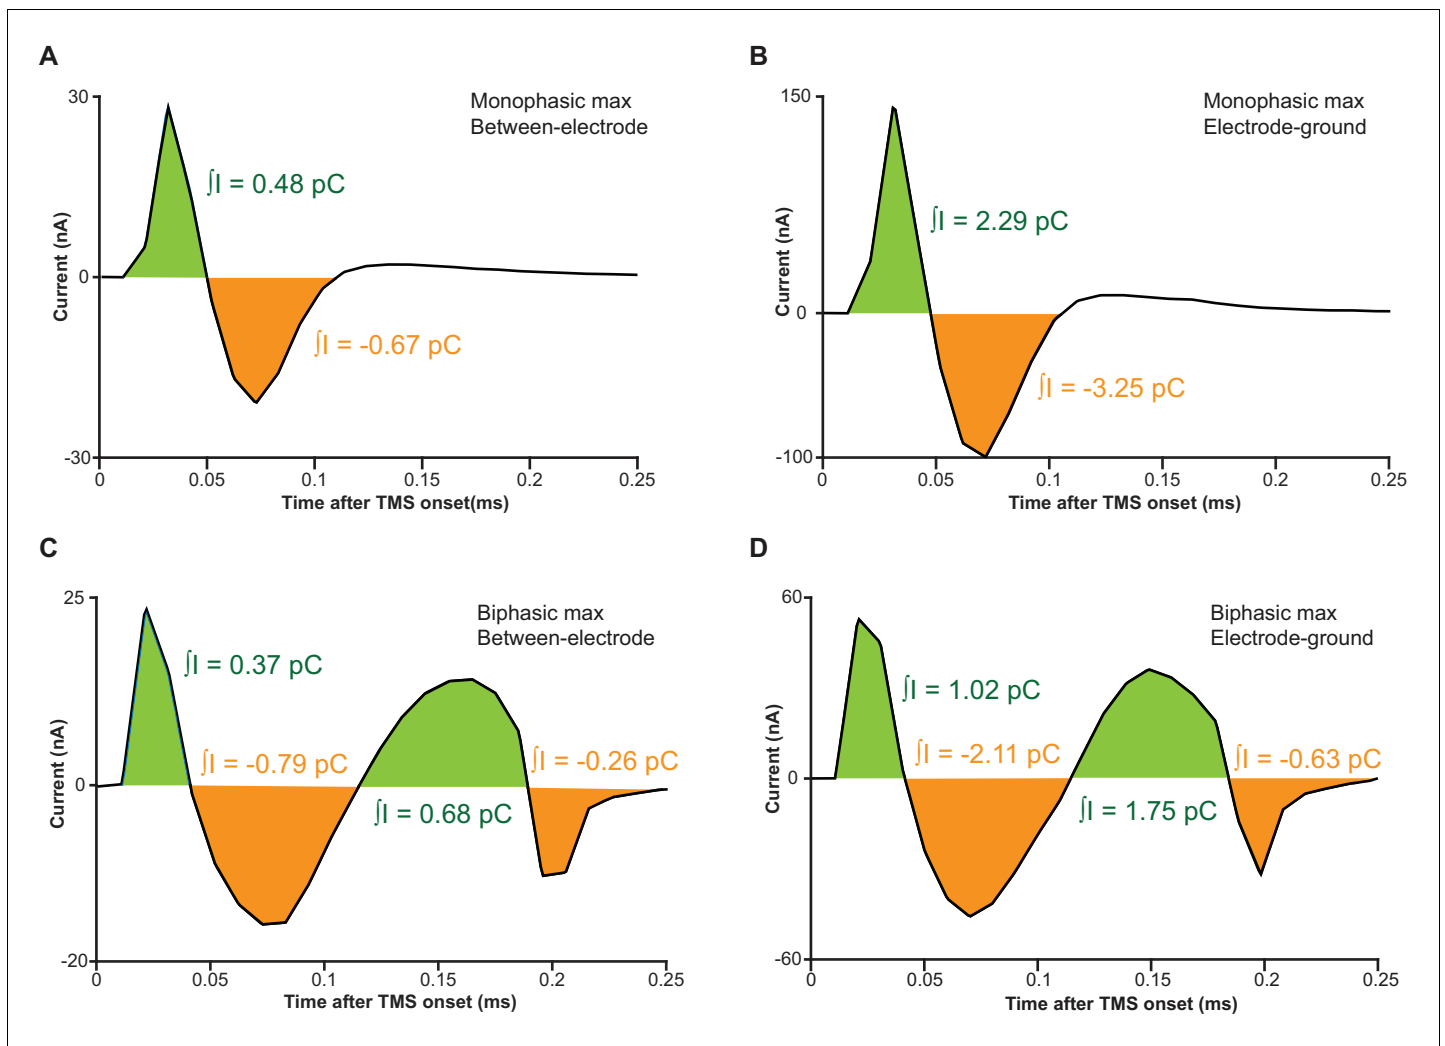 A
Monophasic max
Between-electrode
30
0
-30
Current (nA)
∫I = 0.48 pC
∫I = -0.67 pC
0 0.05 0.1 0.15 0.2 0.25
Time after TMS onset(ms)
B
Monophasic max
Electrode-ground
150
0
-100
Current (nA)
∫I = 2.29 pC
∫I = -3.25 pC
0 0.05 0.1 0.15 0.2 0.25
Time after TMS onset (ms)
C
Biphasic max
Between-electrode
25
0
-20
Current (nA)
∫I = 0.37 pC
∫I = -0.79 pC
∫I = -0.26 pC
∫I = 0.68 pC
0 0.05 0.1 0.15 0.2 0.25
Time after TMS onset (ms)
D
Biphasic max
Electrode-ground
60
0
-60
Current (nA)
∫I = 1.02 pC
∫I = -2.11 pC
∫I = -0.63 pC
∫I = 1.75 pC
0 0.05 0.1 0.15 0.2 0.25
Time after TMS onset (ms)